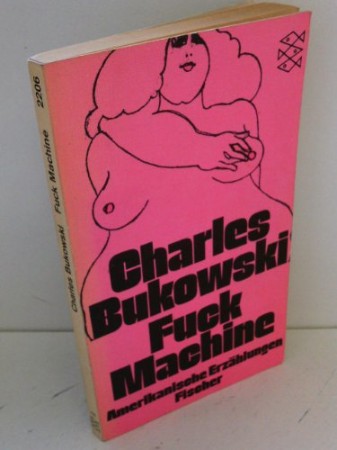 Charles
Bukowski
Fuck
Machine
Amerikanische Erzählungen
Fischer
Charles Bukowski Fuck Machine 2206